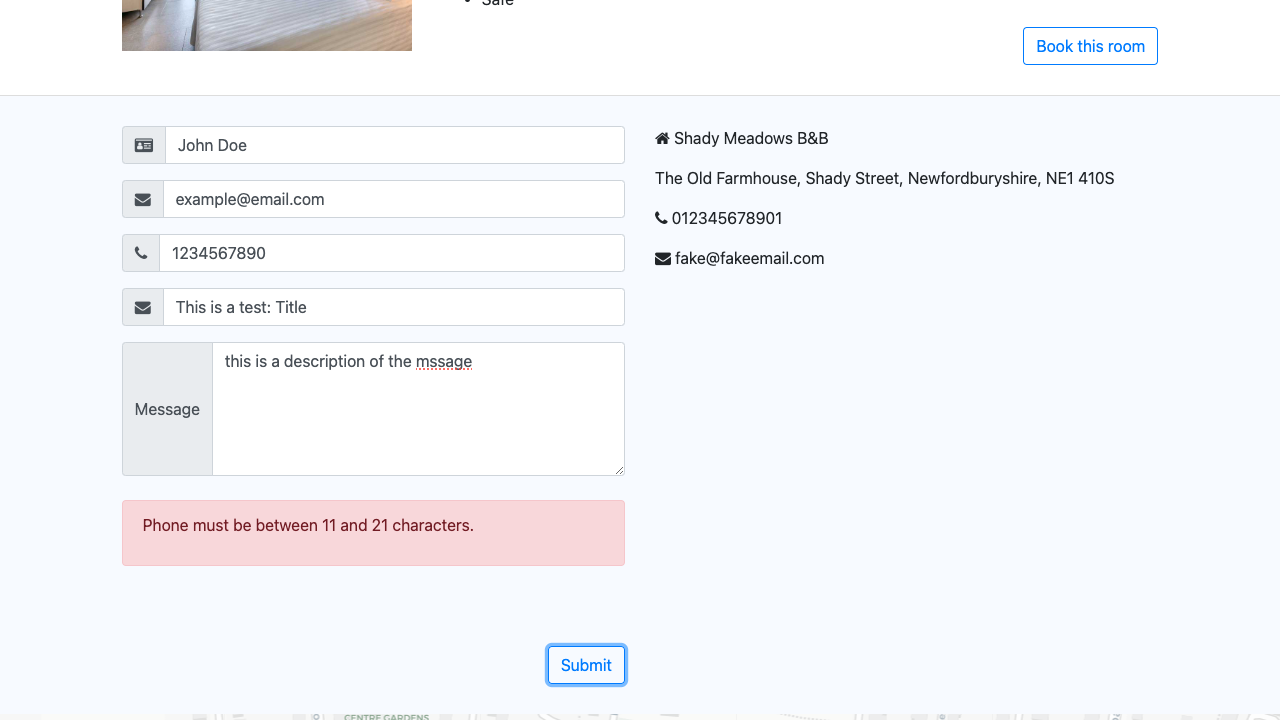 Safe
Book this room
John Doe
example@email.com
1234567890
This is a test: Title
Message
this is a description of the mssage
Phone must be between 11 and 21 characters.
Submit
Shady Meadows B&B
The Old Farmhouse, Shady Street, Newfordburyshire, NE1 410S
012345678901
fake@fakeemail.com
CENTRE GARDENS